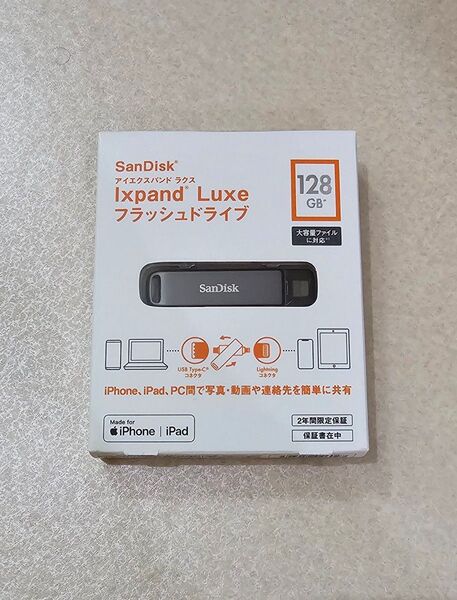 SanDisk®
アイエクスパンド ラクス
Ixpand® Luxe
フラッシュドライブ
128
GB*
大容量ファイル
に対応**
SanDisk
USB Type-C®
コネクタ
Lightning
コネクタ
iPhone、iPad、PC間で写真・動画や連絡先を簡単に共有
Made for
iPhone | iPad
2年間限定保証
保証書在中